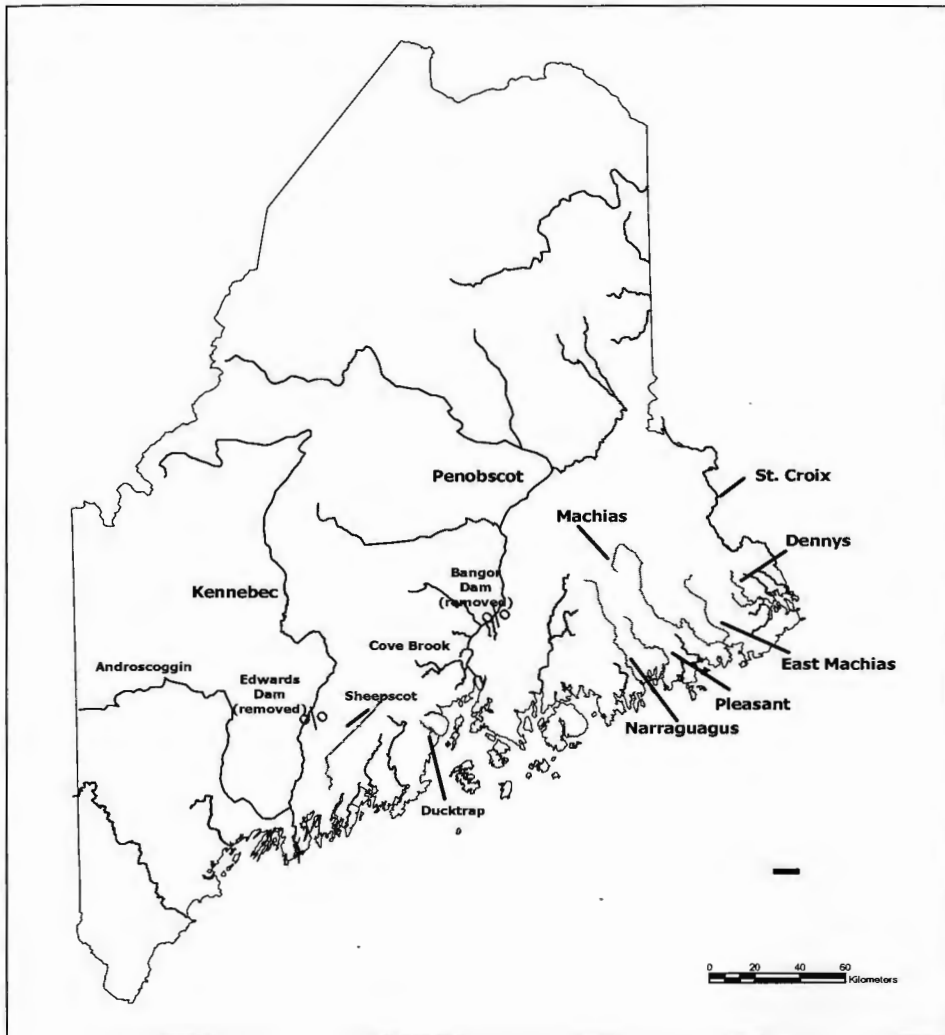 Penobscot
St. Croix
Machias
Dennys
Bangor
Dam
(removed)
Kennebec
Cove Brook
East Machias
Androscoggin
Edwards
Dam
(removed)
Sheepscot
Pleasant
Narraguagus
Ducktrap
0 20 40 60
Kilometers